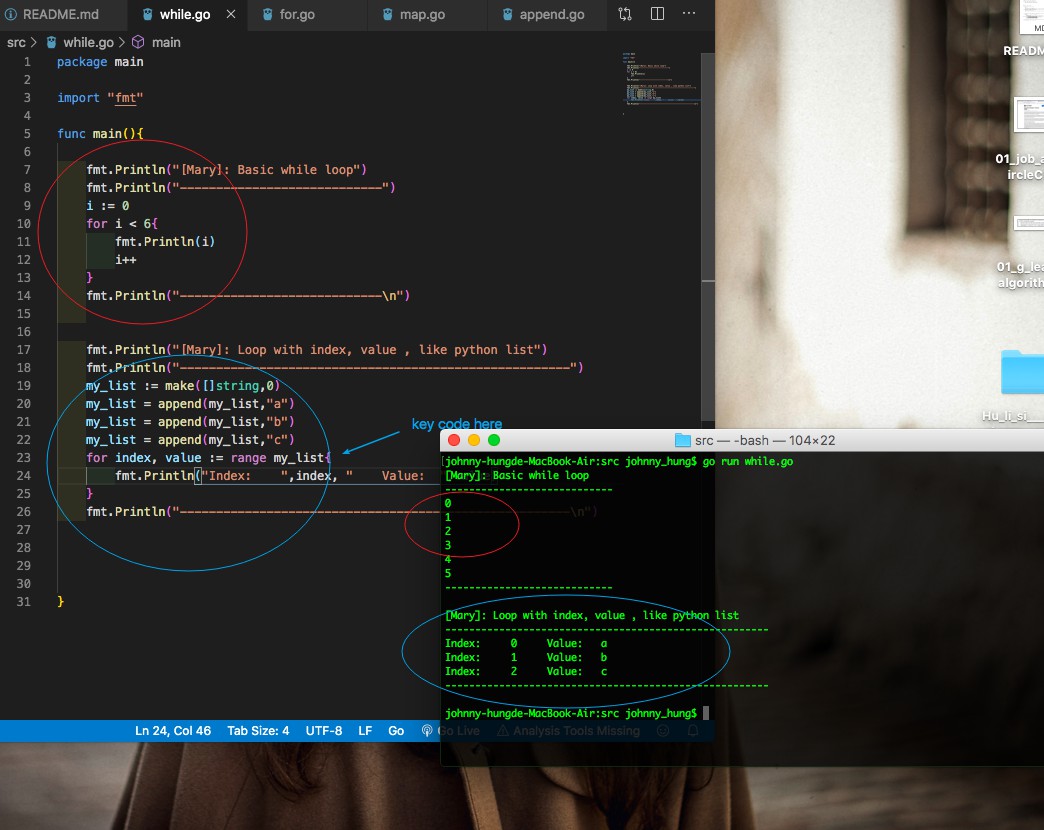 README.md
while.go
for.go
map.go
append.go
src > while.go > main
1 package main
2
3 import "fmt"
4
5 func main(){
6
7 fmt.Println("[Mary]: Basic while loop")
8 fmt.Println("----------------------------")
9 i := 0
10 for i < 6{
11 fmt.Println(i)
12 i++
13 }
14 fmt.Println("----------------------------\n")
15
16
17 fmt.Println("[Mary]: Loop with index, value , like python list")
18 fmt.Println("------------------------------------------------------")
19 my_list := make([]string,0)
20 my_list = append(my_list,"a")
21 my_list = append(my_list,"b")
22 my_list = append(my_list,"c")
23 for index, value := range my_list{
24 fmt.Println("Index: ",index, " Value:
25 }
26 fmt.Println("------------------------------------------------------\n")
27
28
29
30
31 }
key code here
Ln 24, Col 46 Tab Size: 4 UTF-8 LF Go Go Live Analysis Tools Missing
src — -bash — 104×22
[johnny-hungde-MacBook-Air:src johnny_hung$ go run while.go
[Mary]: Basic while loop
----------------------------
0
1
2
3
4
5
----------------------------
[Mary]: Loop with index, value , like python list
------------------------------------------------------
Index: 0 Value: a
Index: 1 Value: b
Index: 2 Value: c
------------------------------------------------------
johnny-hungde-MacBook-Air:src johnny_hung$
READM
01_job_a
ircleC
01_g_lea
algorith
Hu_li_si